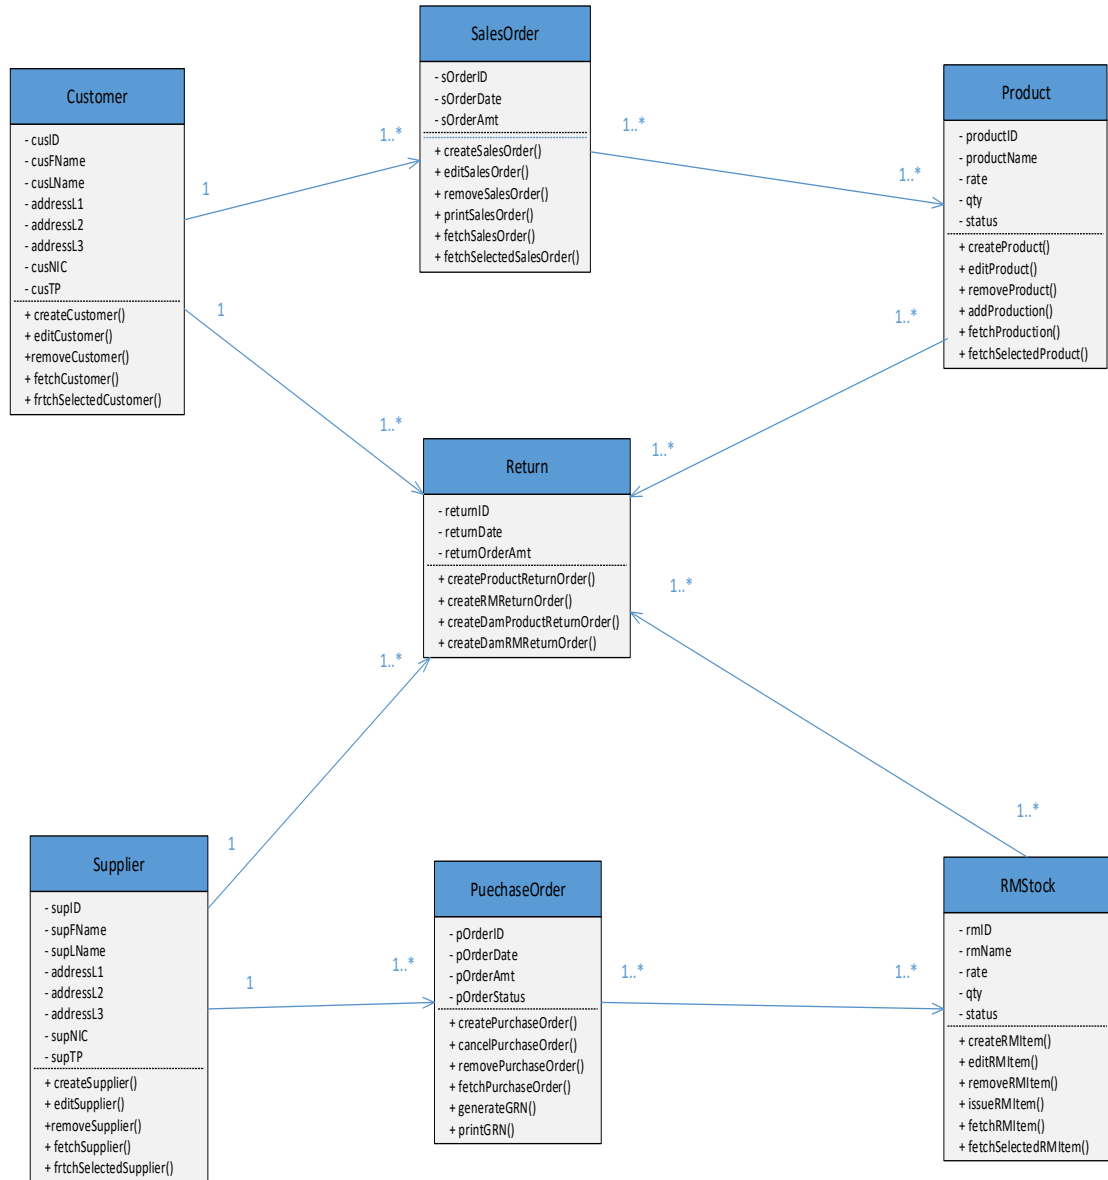 SalesOrder
- sOrderID
- sOrderDate
- sOrderAmt
+ createSalesOrder()
+ editSalesOrder()
+ removeSalesOrder()
+ printSalesOrder()
+ fetchSalesOrder()
+ fetchSelectedSalesOrder()
Customer
- cusID
- cusFName
- cusLName
- addressL1
- addressL2
- addressL3
- cusNIC
- cusTP
+ createCustomer()
+ editCustomer()
+removeCustomer()
+ fetchCustomer()
+ frtchSelectedCustomer()
Product
- productID
- productName
- rate
- qty
- status
+ createProduct()
+ editProduct()
+ removeProduct()
+ addProduction()
+ fetchProduction()
+ fetchSelectedProduct()
1
1..*
1..*
1..*
1
1..*
1..*
1..*
Return
- returnID
- returnDate
- returnOrderAmt
+ createProductReturnOrder()
+ createRMReturnOrder()
+ createDamProductReturnOrder()
+ createDamRMReturnOrder()
1..*
1..*
1
1..*
Supplier
- supID
- supFName
- supLName
- addressL1
- addressL2
- addressL3
- supNIC
- supTP
+ createSupplier()
+ editSupplier()
+removeSupplier()
+ fetchSupplier()
+ frtchSelectedSupplier()
1
1..*
PuechaseOrder
- pOrderID
- pOrderDate
- pOrderAmt
- pOrderStatus
+ createPurchaseOrder()
+ cancelPurchaseOrder()
+ removePurchaseOrder()
+ fetchPurchaseOrder()
+ generateGRN()
+ printGRN()
1..*
1..*
RMStock
- rmID
- rmName
- rate
- qty
- status
+ createRMItem()
+ editRMItem()
+ removeRMItem()
+ issueRMItem()
+ fetchRMItem()
+ fetchSelectedRMItem()